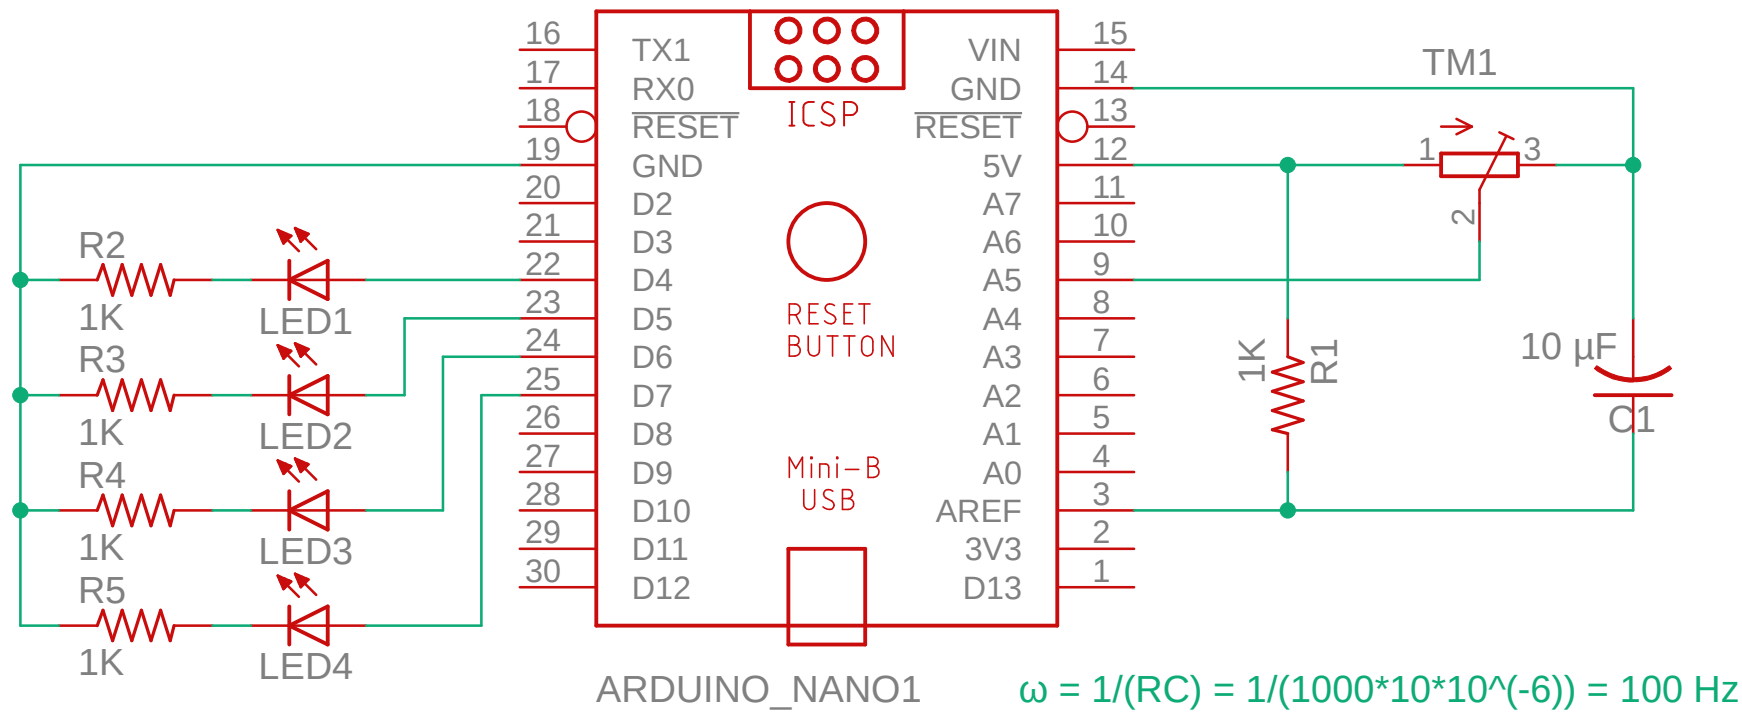 16 TX1 VIN 15
17 RX0 GND 14
18 RESET RESET 13
19 GND 5V 12
20 D2 A7 11
21 D3 A6 10
22 D4 A5 9
23 D5 A4 8
24 D6 A3 7
25 D7 A2 6
26 D8 A1 5
27 D9 A0 4
28 D10 AREF 3
29 D11 3V3 2
30 D12 D13 1
ICSP
RESET
BUTTON
Mini-B
USB
ARDUINO_NANO1
R2
1K
LED1
R3
1K
LED2
R4
1K
LED3
R5
1K
LED4
TM1
1
3
2
1K
R1
10 µF
C1
ω = 1/(RC) = 1/(1000*10*10^(-6)) = 100 Hz